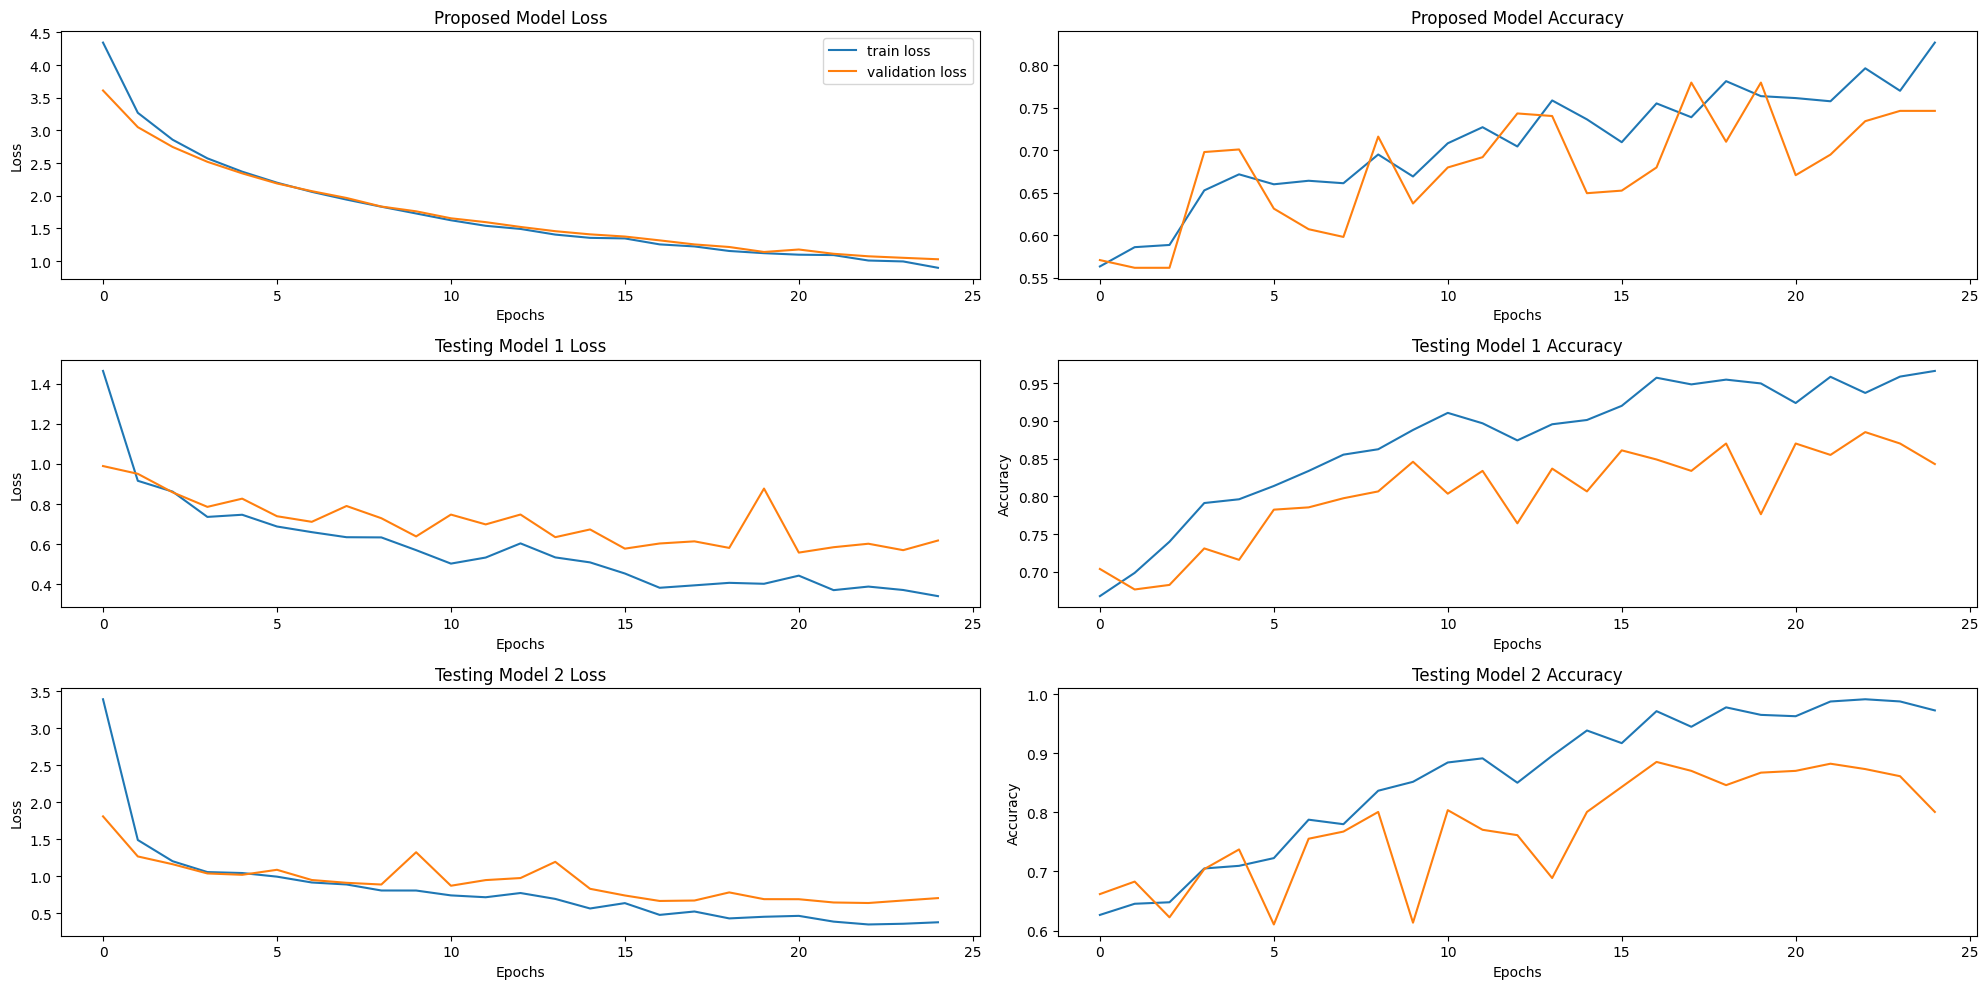 Proposed Model Loss
4.5
4.0
3.5
3.0
2.5
2.0
1.5
1.0
Loss
train loss
validation loss
0 5 10 15 20 25
Epochs
Proposed Model Accuracy
0.80
0.75
0.70
0.65
0.60
0.55
0 5 10 15 20 25
Epochs
Testing Model 1 Loss
1.4
1.2
1.0
0.8
0.6
0.4
Loss
0 5 10 15 20 25
Epochs
Testing Model 1 Accuracy
0.95
0.90
0.85
0.80
0.75
0.70
Accuracy
0 5 10 15 20 25
Epochs
Testing Model 2 Loss
3.5
3.0
2.5
2.0
1.5
1.0
0.5
Loss
0 5 10 15 20 25
Epochs
Testing Model 2 Accuracy
1.0
0.9
0.8
0.7
0.6
Accuracy
0 5 10 15 20 25
Epochs